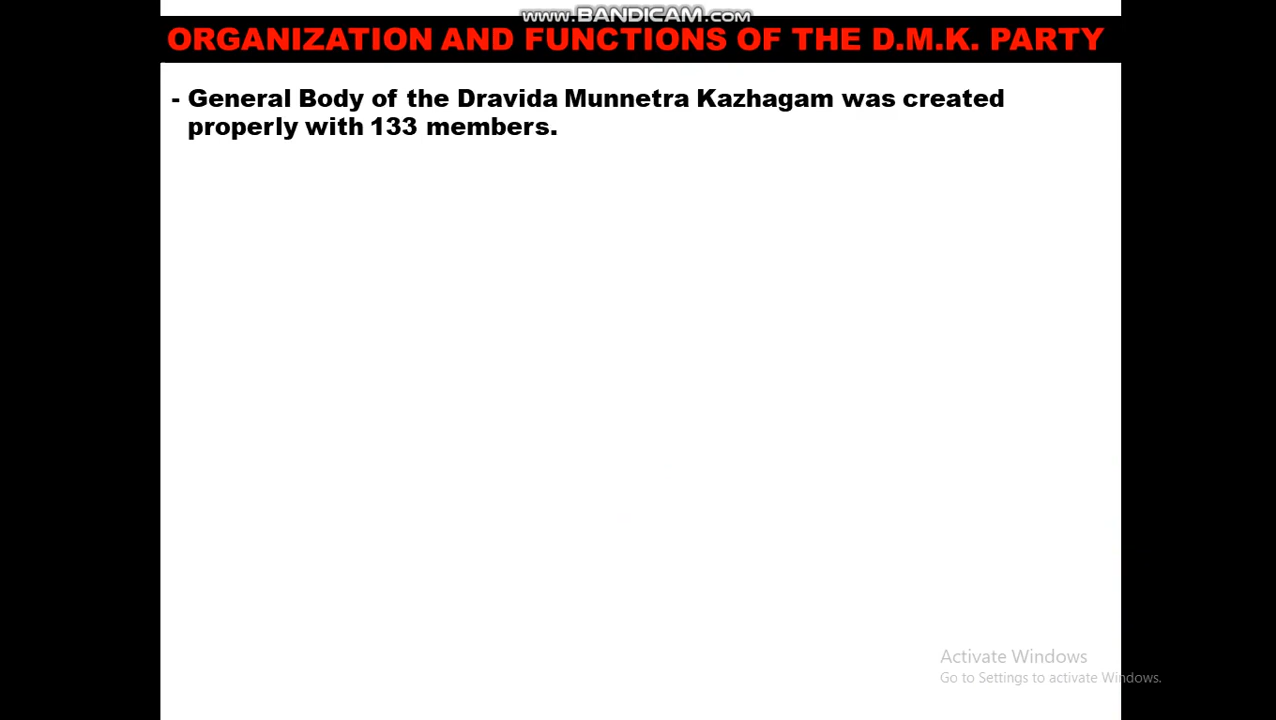 www.BANDICAM.com
ORGANIZATION AND FUNCTIONS OF THE D.M.K. PARTY
- General Body of the Dravida Munnetra Kazhagam was created
properly with 133 members.
Activate Windows
Go to Settings to activate Windows.